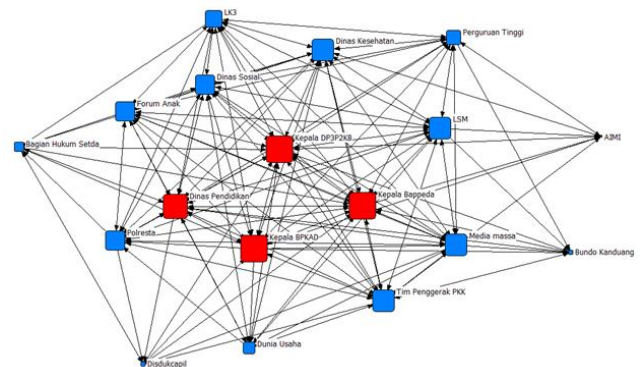 LK3
Perguruan Tinggi
Dinas Kesehatan
Dinas Sosial
Forum Anak
LSM
AIMI
Kepala DP3P2KB
Bagian Hukum Setda
Dinas Pendidikan
Kepala Bappeda
Polresta
Kepala BPKAD
Media massa
Bundo Kanduang
Tim Penggerak PKK
Dunia Usaha
Disdukcapil